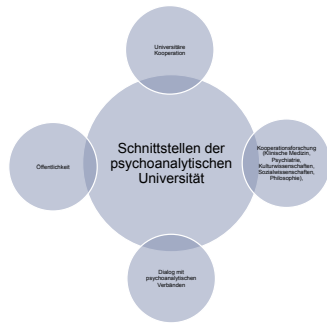 Universitäre
Kooperation
Schnittstellen der
psychoanalytischen
Universität
Kooperationsforschung
(Klinische Medizin,
Psychiatrie,
Kulturwissenschaften,
Sozialwissenschaften,
Philosophie),
Öffentlichkeit
Dialog mit
psychoanalytischen
Verbänden